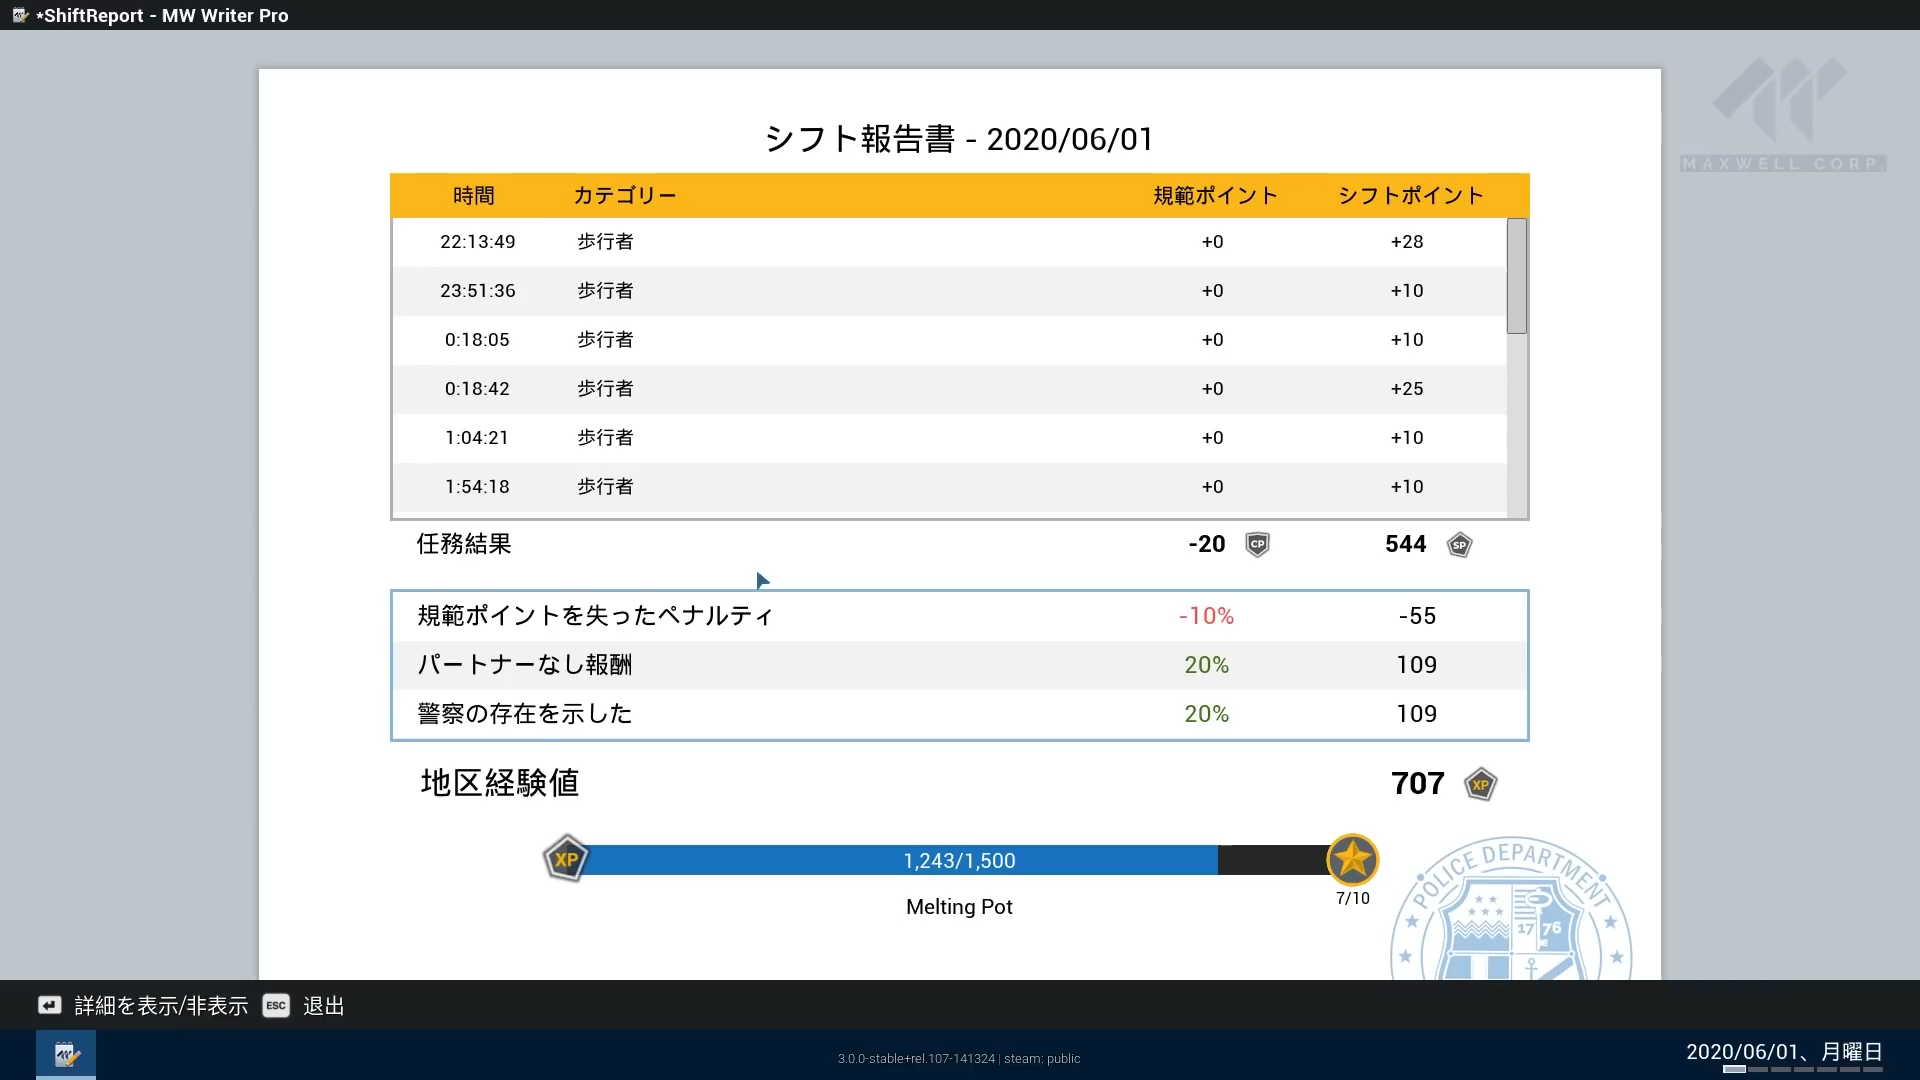 *ShiftReport - MW Writer Pro
MAXWELL CORP.
シフト報告書 - 2020/06/01
時間 カテゴリー 規範ポイント シフトポイント
22:13:49 歩行者 +0 +28
23:51:36 歩行者 +0 +10
0:18:05 歩行者 +0 +10
0:18:42 歩行者 +0 +25
1:04:21 歩行者 +0 +10
1:54:18 歩行者 +0 +10
任務結果 -20 CP 544 SP
規範ポイントを失ったペナルティ -10% -55
パートナーなし報酬 20% 109
警察の存在を示した 20% 109
地区経験値 707 XP
XP 1,243/1,500
7/10
Melting Pot
POLICE DEPARTMENT
17 76
詳細を表示/非表示 ESC 退出
3.0.0-stable+rel.107-141324 | steam: public
2020/06/01、月曜日